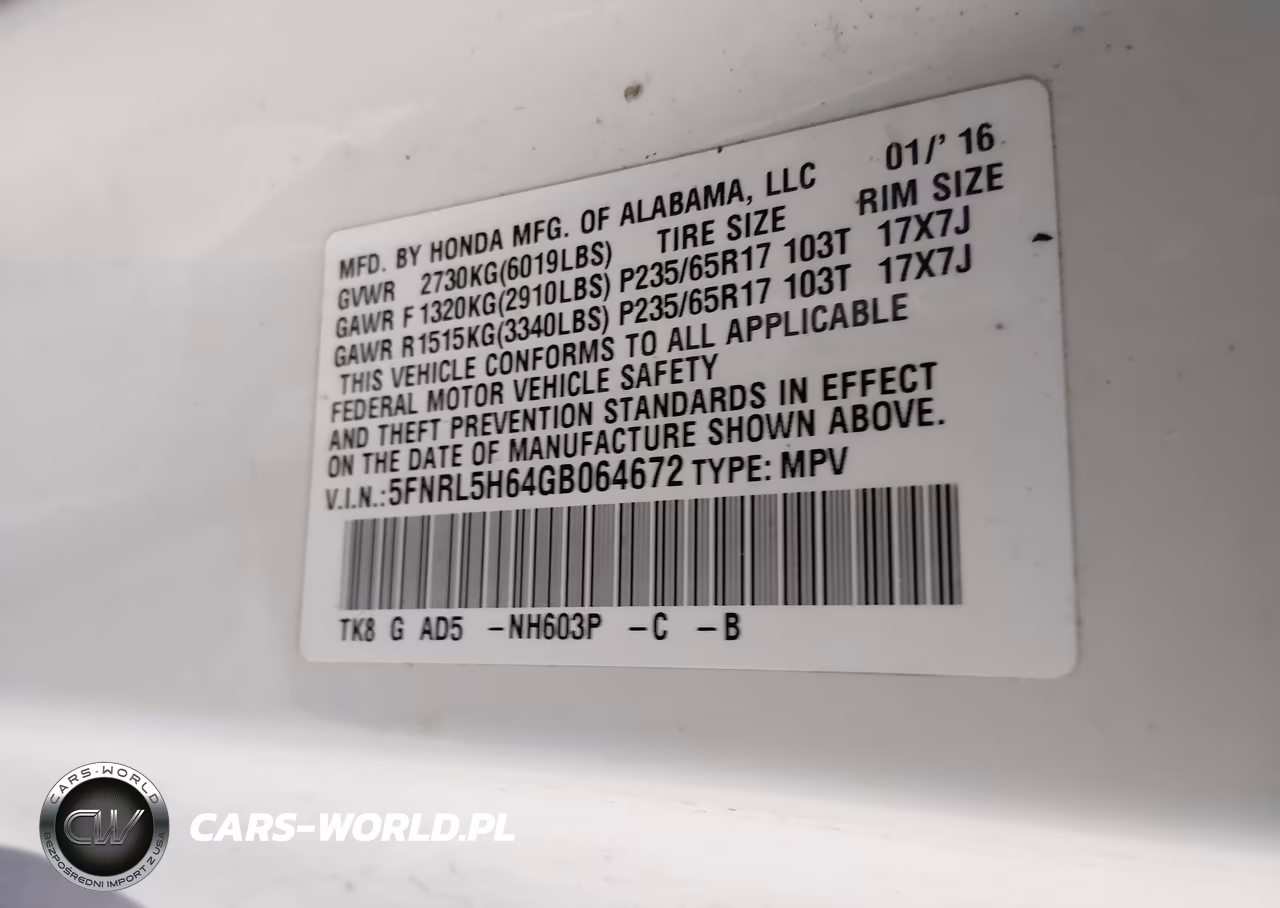 MFD. BY HONDA MFG. OF ALABAMA, LLC 01/' 16
GVWR 2730KG(6019LBS) TIRE SIZE RIM SIZE
GAWR F 1320KG(2910LBS) P235/65R17 103T 17X7J
GAWR R1515KG(3340LBS) P235/65R17 103T 17X7J
THIS VEHICLE CONFORMS TO ALL APPLICABLE
FEDERAL MOTOR VEHICLE SAFETY
AND THEFT PREVENTION STANDARDS IN EFFECT
ON THE DATE OF MANUFACTURE SHOWN ABOVE.
V.I.N.:5FNRL5H64GB064672 TYPE: MPV
TK8 G AD5 –NH603P –C –B
CARS-WORLD
CW
BEZPOŚREDNI IMPORT Z USA
CARS-WORLD.PL